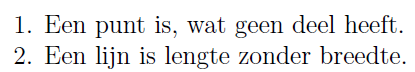 1. Een punt is, wat geen deel heeft.
2. Een lijn is lengte zonder breedte.